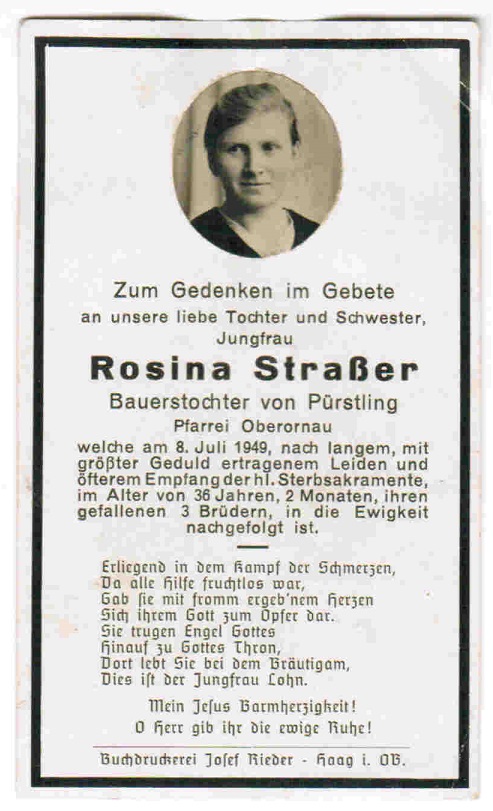 Zum Gedenken im Gebete
an unsere liebe Tochter und Schwester,
Jungfrau
Rosina Straßer
Bauerstochter von Pürstling
Pfarrei Oberornau
welche am 8. Juli 1949, nach langem, mit
größter Geduld ertragenem Leiden und
öfterem Empfang der hl. Sterbsakramente,
im Alter von 36 Jahren, 2 Monaten, ihren
gefallenen 3 Brüdern, in die Ewigkeit
nachgefolgt ist.
Erliegend in dem Kampf der Schmerzen,
Da alle Hilfe fruchtlos war,
Gab sie mit fromm ergeb'nem Herzen
Sich ihrem Gott zum Opfer dar.
Sie trugen Engel Gottes
Hinauf zu Gottes Thron,
Dort lebt Sie bei dem Bräutigam,
Dies ist der Jungfrau Lohn.
Mein Jesus Barmherzigkeit!
O Herr gib ihr die ewige Ruhe!
Buchdruckerei Josef Rieder - Haag i. OB.